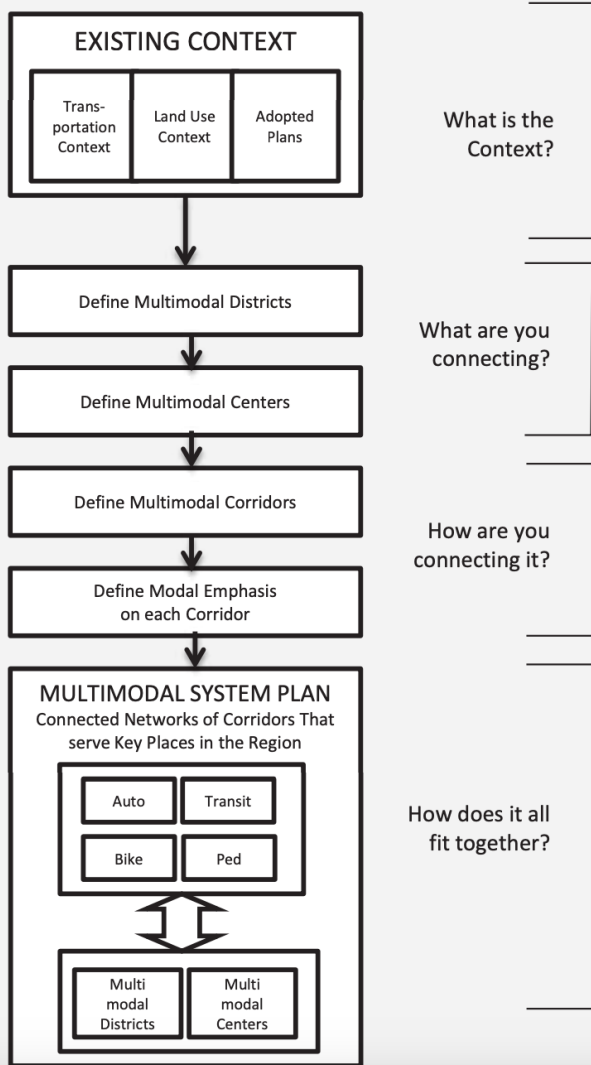 EXISTING CONTEXT
Trans-
portation
Context
Land Use
Context
Adopted
Plans
What is the
Context?
Define Multimodal Districts
What are you
connecting?
Define Multimodal Centers
Define Multimodal Corridors
How are you
connecting it?
Define Modal Emphasis
on each Corridor
MULTIMODAL SYSTEM PLAN
Connected Networks of Corridors That
serve Key Places in the Region
Auto
Transit
Bike
Ped
How does it all
fit together?
Multi
modal
Districts
Multi
modal
Centers